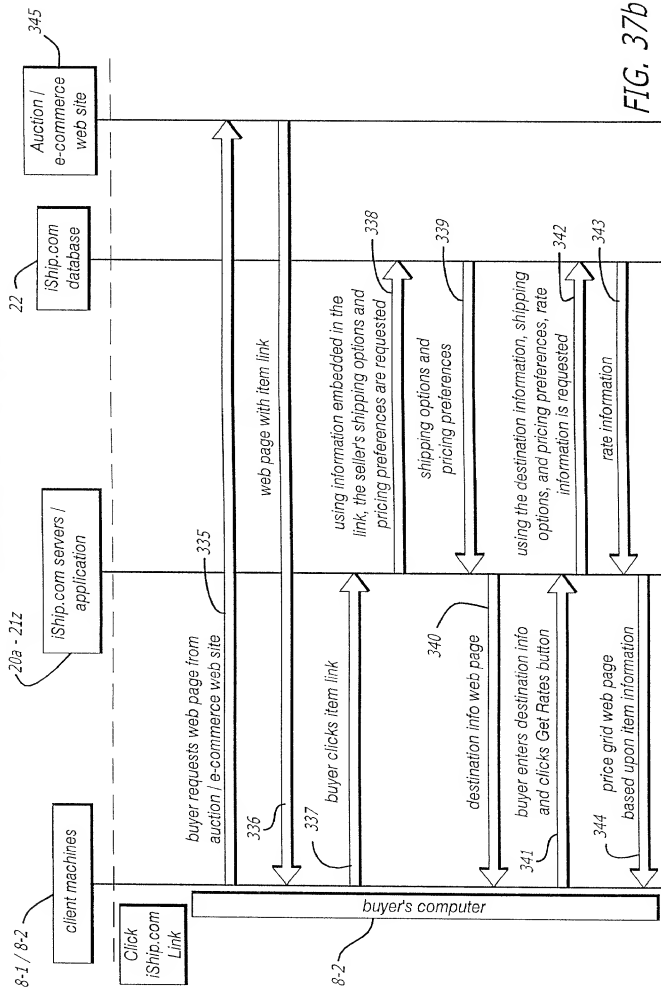 8-1 / 8-2
client machines
20a - 21z
iShip.com servers /
application
22
iShip.com
database
345
Auction /
e-commerce
web site
Click
iShip.com
Link
buyer requests web page from
auction / e-commerce web site
335
336
web page with item link
337
buyer clicks item link
using information embedded in the
link, the seller's shipping options and
pricing preferences are requested
338
shipping options and
pricing preferences
339
destination info web page
340
buyer enters destination info
and clicks Get Rates button
341
using the destination information, shipping
options, and pricing preferences, rate
information is requested
342
rate information
343
344
price grid web page
based upon item information
buyer's computer
8-2
FIG. 37b